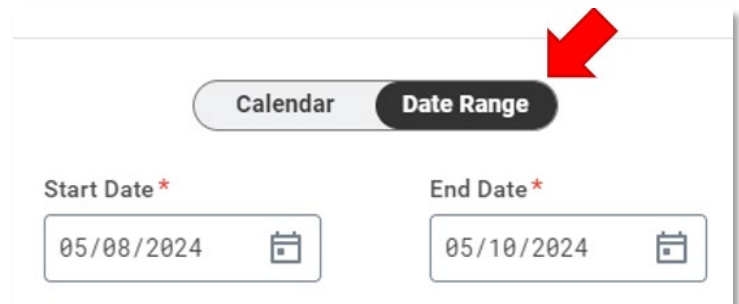 Calendar Date Range
Start Date* End Date*
05/08/2024 05/10/2024